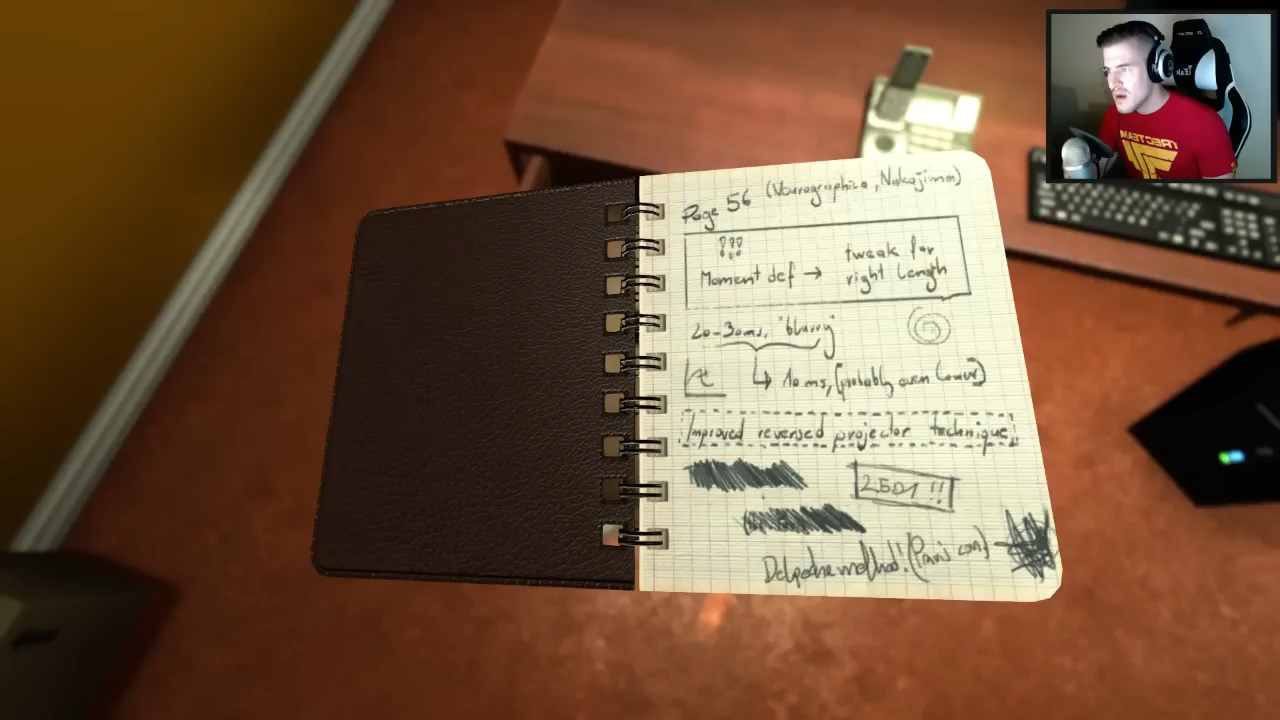 Page 56 (Neurographica, Nakajima)
???
Moment def → tweak for
right length
20-30ms, "blurry"
t
↳ 10 ms, (probably even lower)
Improved reversed projector technique!
2501 !!
Delpodre method! (Paris con)